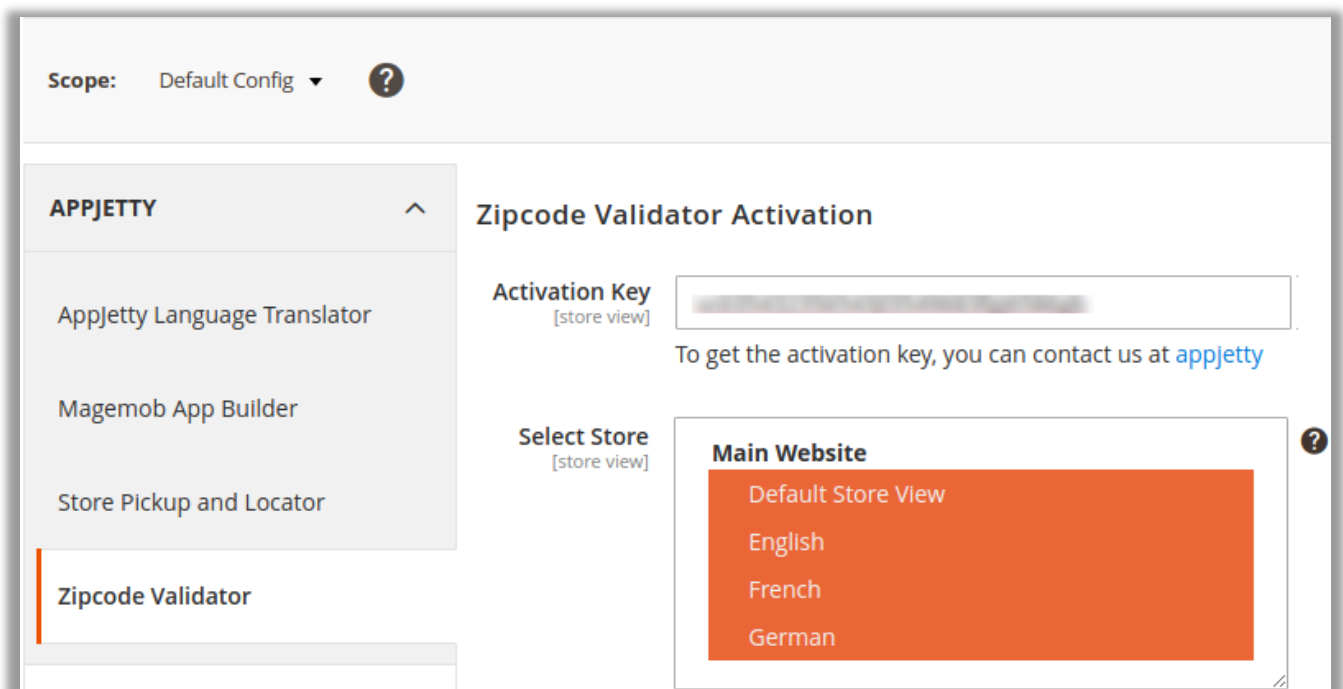 Scope: Default Config
?
APPJETTY
AppJetty Language Translator
Magemob App Builder
Store Pickup and Locator
Zipcode Validator
Zipcode Validator Activation
Activation Key
[store view]
To get the activation key, you can contact us at appjetty
Select Store
[store view]
Main Website
Default Store View
English
French
German
?